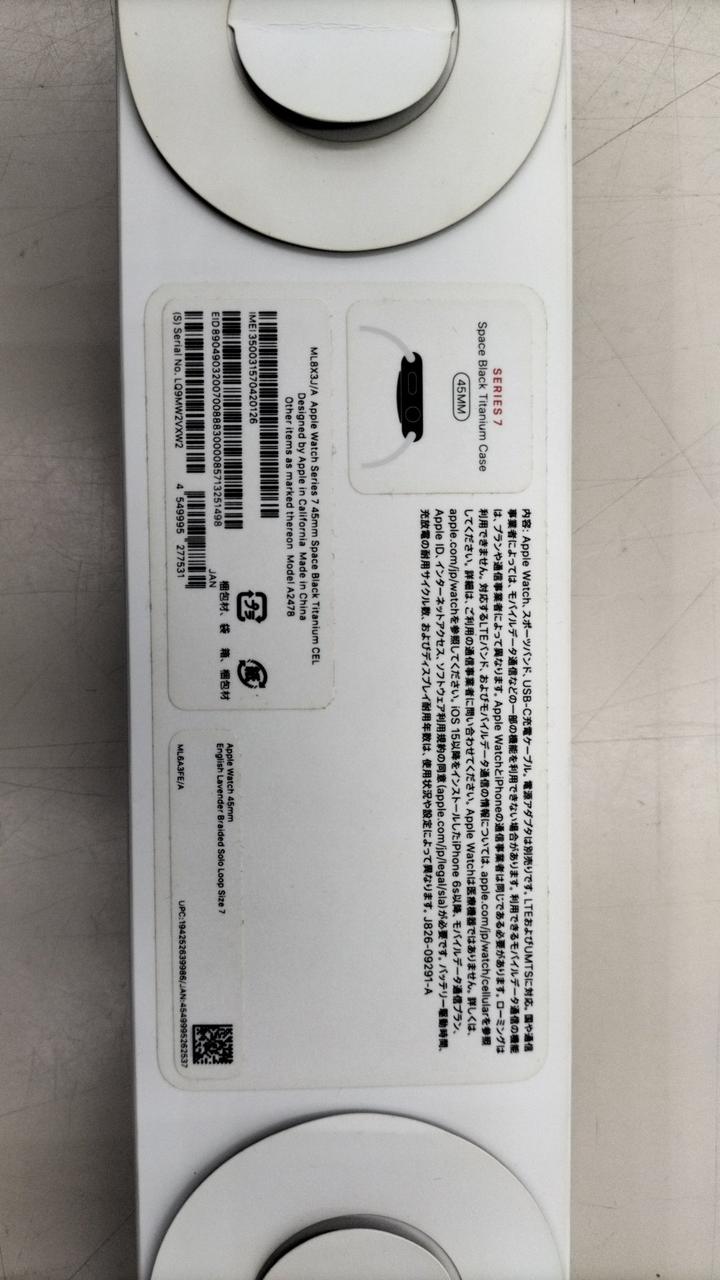 SERIES 7
Space Black Titanium Case
45MM
内容: Apple Watch、スポーツバンド、USB-C充電ケーブル。電源アダプタは別売りです。LTEおよびUMTSに対応。国や通信
事業者によっては、モバイルデータ通信などの一部の機能を利用できない場合があります。利用できるモバイルデータ通信の機能
は、プランや通信事業者によって異なります。Apple WatchとiPhoneの通信事業者は同じである必要があります。ローミングは
利用できません。対応するLTEバンド、およびモバイルデータ通信の情報については、apple.com/jp/watch/cellularを参照
してください。詳細は、ご利用の通信事業者に問い合わせてください。Apple Watchは医療機器ではありません。詳しくは、
apple.com/jp/watchを参照してください。iOS 15以降をインストールしたiPhone 6s以降、モバイルデータ通信プラン、
Apple ID、インターネットアクセス、ソフトウェア利用規約の同意 (apple.com/jp/legal/sla)が必要です。バッテリー駆動時間、
充放電の耐用サイクル数、およびディスプレイ耐用年数は、使用状況や設定によって異なります。J826-09291-A
ML8X3J/A Apple Watch Series 7 45mm Space Black Titanium CEL
Designed by Apple in California Made in China
Other items as marked thereon Model A2478
IMEI 350031570420126
EID 89049032007008883000085713251498
(S) Serial No. LQ9MW2VXW2
4 549995 277531
JAN
プラ
紙
梱包材、袋
箱、梱包材
Apple Watch 45mm
English Lavender Braided Solo Loop Size 7
ML6A3FE/A
UPC:194252639986/JAN:4549995262537